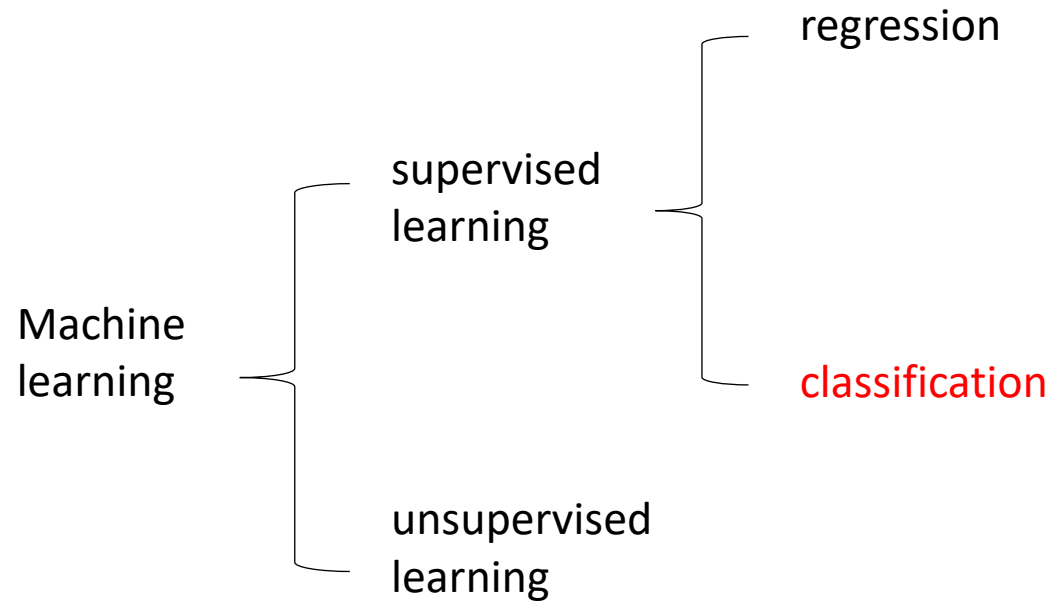 regression
supervised
learning
Machine
learning
classification
unsupervised
learning